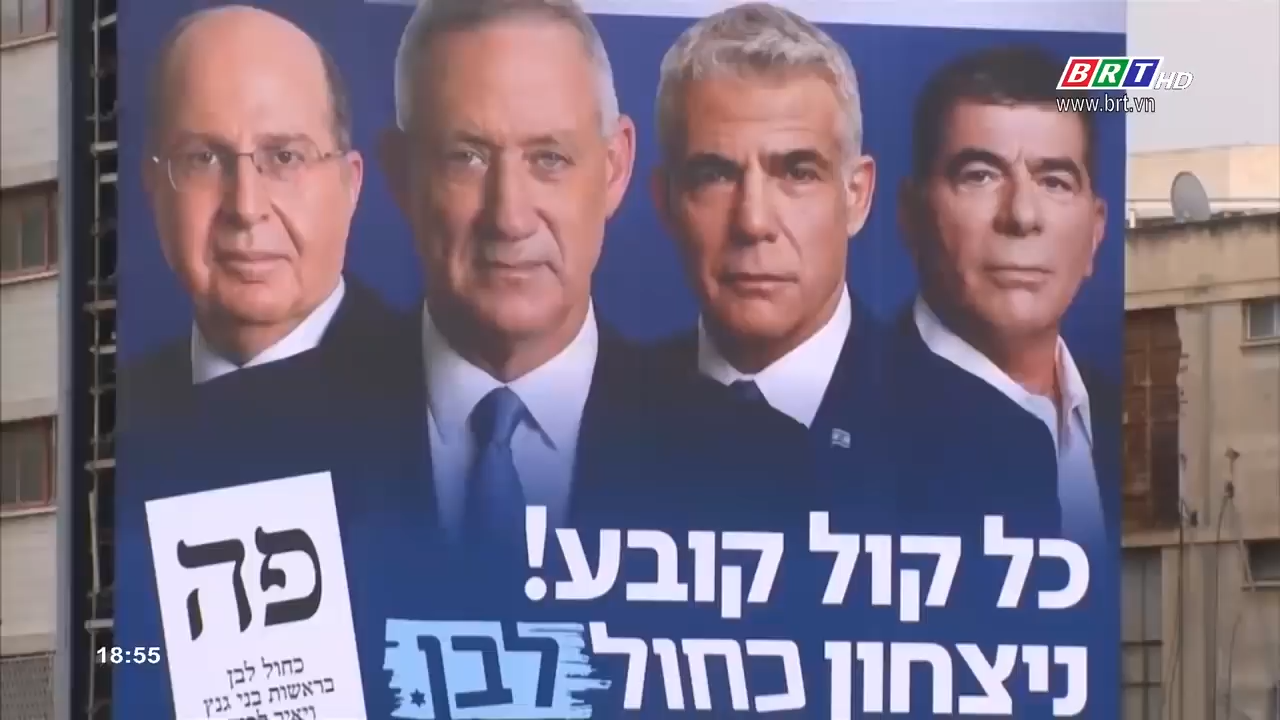 BRT HD
www.brt.vn
כל קול קובע!
ניצחון כחול לבן.
פה
כחול לבן
בראשות בני גנץ
ויאיר
18:55